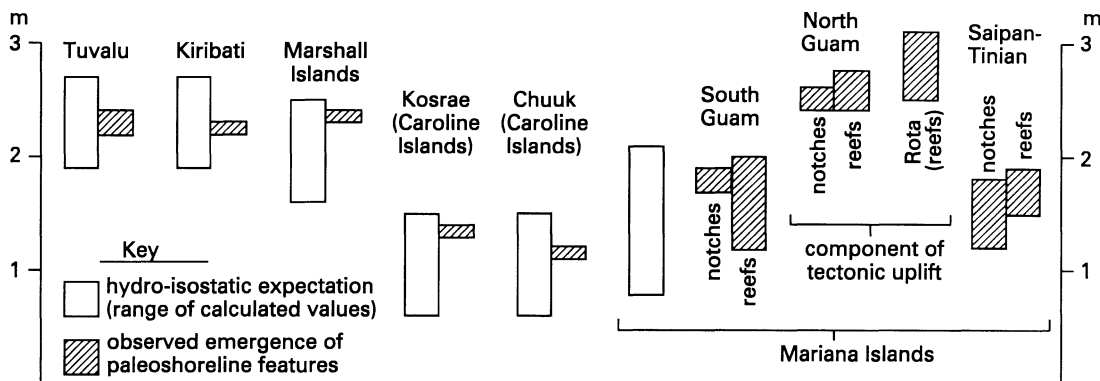 m
3
2
1
Tuvalu
Kiribati
Marshall
Islands
Kosrae
(Caroline
Islands)
Chuuk
(Caroline
Islands)
South
Guam
notches
reefs
North
Guam
notches
reefs
Rota
(reefs)
Saipan-
Tinian
notches
reefs
component of
tectonic uplift
Mariana Islands
m
3
2
1
Key
hydro-isostatic expectation
(range of calculated values)
observed emergence of
paleoshoreline features